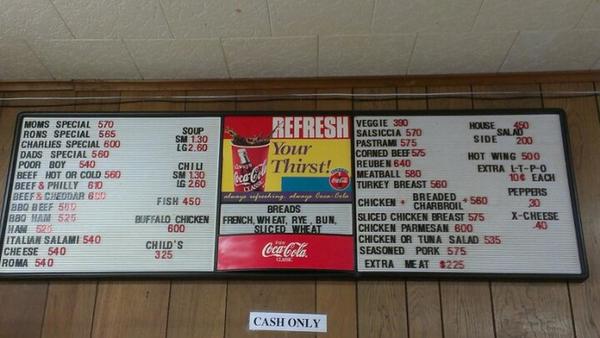 MOMS SPECIAL 570
RONS SPECIAL 565
CHARLIES SPECIAL 600
DADS SPECIAL 560
POOR BOY 540
BEEF HOT OR COLD 560
BEEF & PHILLY 610
BEEF & CHEDDAR 600
BBQ BEEF 560
BBQ HAM 525
HAM 525
ITALIAN SALAMI 540
CHEESE 540
ROMA 540
SOUP
SM 1.30
LG 2.60
CHILI
SM 1.30
LG 2.60
FISH 450
BUFFALO CHICKEN
600
CHILD'S
325
REFRESH
Your
Thirst!
Coca-Cola
CLASSIC
always refreshing, always Coca-Cola
BREADS
FRENCH, WHEAT, RYE, BUN,
SLICED WHEAT
ENJOY
Coca-Cola
CLASSIC
VEGGIE 390
SALSICCIA 570
PASTRAMI 575
CORNED BEEF 575
REUBEN 640
MEATBALL 580
TURKEY BREAST 560
CHICKEN + BREADED + 560
CHARBROIL
SLICED CHICKEN BREAST 575
CHICKEN PARMESAN 600
CHICKEN OR TUNA SALAD 535
SEASONED PORK 575
EXTRA MEAT $225
HOUSE 450
SALAD
SIDE 200
HOT WING 500
EXTRA L-T-P-O
10¢ EACH
PEPPERS
.30
X-CHEESE
.40
CASH ONLY